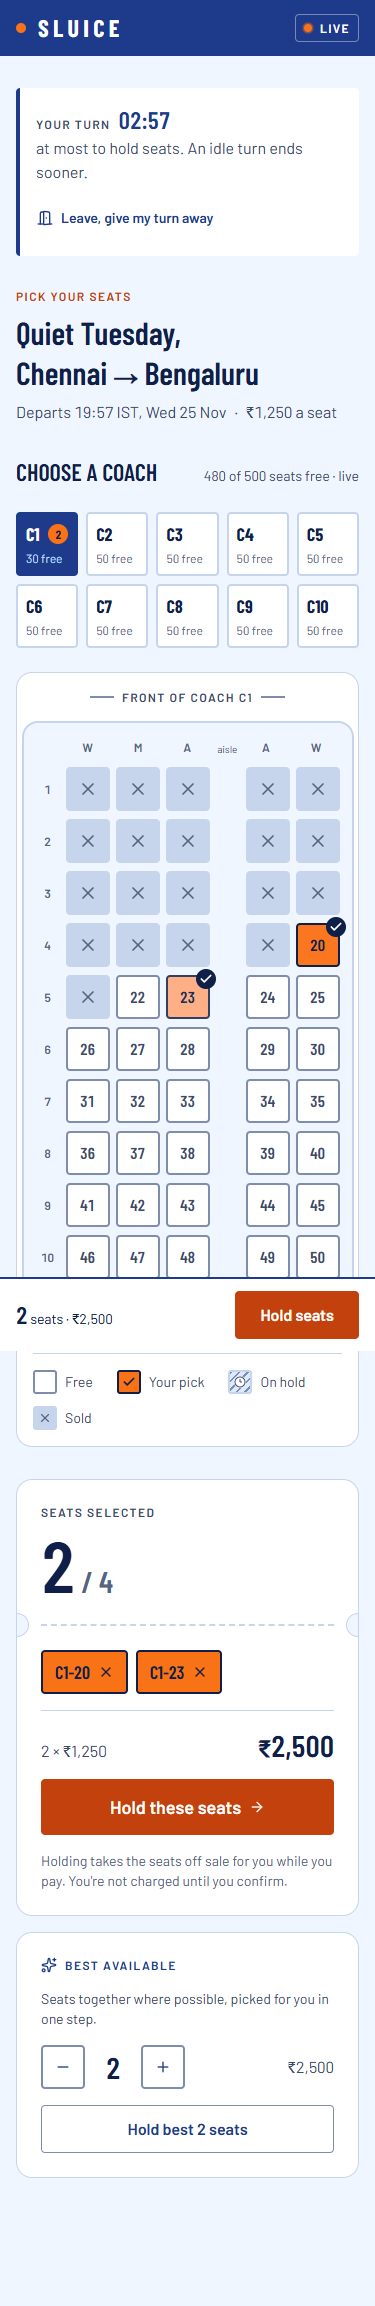 SLUICE
LIVE
YOUR TURN 02:57
at most to hold seats. An idle turn ends
sooner.
Leave, give my turn away
PICK YOUR SEATS
Quiet Tuesday,
Chennai → Bengaluru
Departs 19:57 IST, Wed 25 Nov · ₹1,250 a seat
CHOOSE A COACH
480 of 500 seats free · live
C1 2 C2 C3 C4 C5
30 free 50 free 50 free 50 free 50 free
C6 C7 C8 C9 C10
50 free 50 free 50 free 50 free 50 free
FRONT OF COACH C1
W M A aisle A W
1
2
3
4 20
5 22 23 24 25
6 26 27 28 29 30
7 31 32 33 34 35
8 36 37 38 39 40
9 41 42 43 44 45
10 46 47 48 49 50
2 seats · ₹2,500
Hold seats
Free Your pick On hold
Sold
SEATS SELECTED
2 / 4
C1-20 × C1-23 ×
2 × ₹1,250 ₹2,500
Hold these seats →
Holding takes the seats off sale for you while you
pay. You're not charged until you confirm.
BEST AVAILABLE
Seats together where possible, picked for you in
one step.
− 2 + ₹2,500
Hold best 2 seats